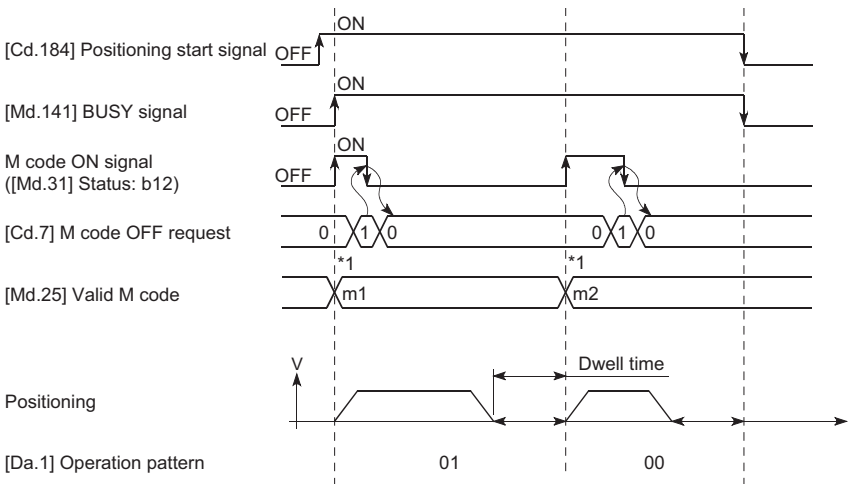 ON
[Cd.184] Positioning start signal OFF
ON
[Md.141] BUSY signal OFF
M code ON signal ON
([Md.31] Status: b12) OFF
[Cd.7] M code OFF request 0 1 0 0 1 0
*1 *1
[Md.25] Valid M code m1 m2
V Dwell time
Positioning
[Da.1] Operation pattern 01 00